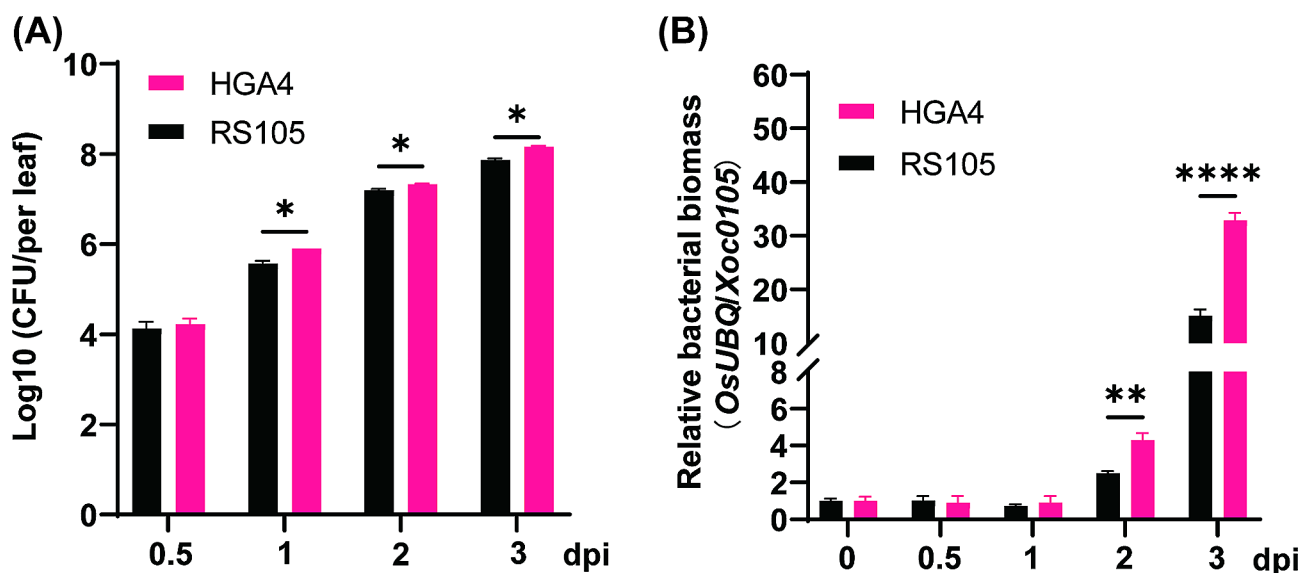 (A)
Log10 (CFU/per leaf)
10
8
6
4
2
0
HGA4
RS105
*
*
*
0.5 1 2 3 dpi
(B)
Relative bacterial biomass
（OsUBQ/Xoc0105）
60
50
40
30
20
10
8
6
4
2
0
HGA4
RS105
**
****
0 0.5 1 2 3 dpi